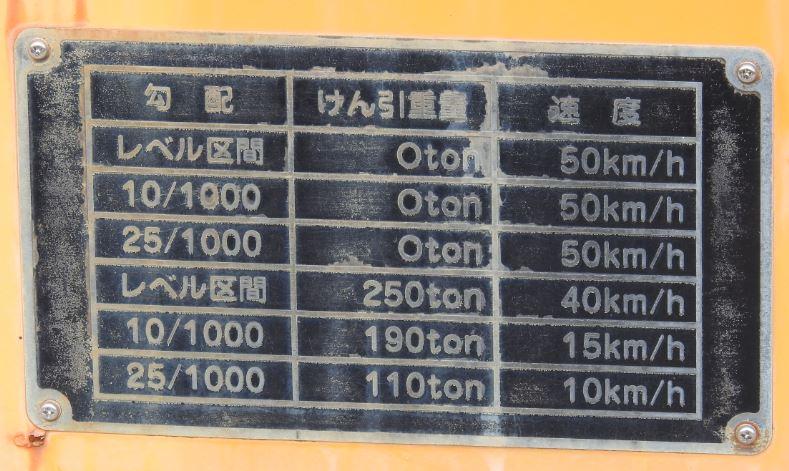 勾配 けん引重量 速度
レベル区間 0ton 50km/h
10/1000 0ton 50km/h
25/1000 0ton 50km/h
レベル区間 250ton 40km/h
10/1000 190ton 15km/h
25/1000 110ton 10km/h